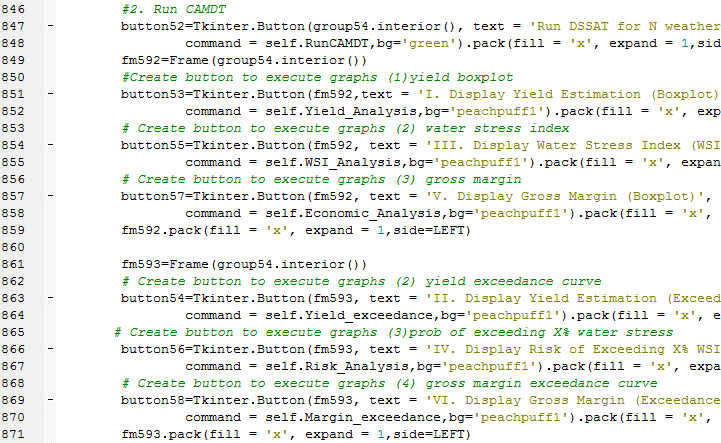 846 #2. Run CAMDT
847 - button52=Tkinter.Button(group54.interior(), text = 'Run DSSAT for N weather
848 command = self.RunCAMDT,bg='green').pack(fill = 'x', expand = 1,sid
849 fm592=Frame(group54.interior())
850 #Create button to execute graphs (1)yield boxplot
851 - button53=Tkinter.Button(fm592,text = 'I. Display Yield Estimation (Boxplot)
852 command = self.Yield_Analysis,bg='peachpuff1').pack(fill = 'x', exp
853 # Create button to execute graphs (2) water stress index
854 - button55=Tkinter.Button(fm592, text = 'III. Display Water Stress Index (WSI
855 command = self.WSI_Analysis,bg='peachpuff1').pack(fill = 'x', expan
856 # Create button to execute graphs (3) gross margin
857 - button57=Tkinter.Button(fm592, text = 'V. Display Gross Margin (Boxplot)',
858 command = self.Economic_Analysis,bg='peachpuff1').pack(fill = 'x',
859 fm592.pack(fill = 'x', expand = 1,side=LEFT)
860
861 fm593=Frame(group54.interior())
862 # Create button to execute graphs (2) yield exceedance curve
863 - button54=Tkinter.Button(fm593, text = 'II. Display Yield Estimation (Exceed
864 command = self.Yield_exceedance,bg='peachpuff1').pack(fill = 'x', e
865 # Create button to execute graphs (3)prob of exceeding X% water stress
866 - button56=Tkinter.Button(fm593, text = 'IV. Display Risk of Exceeding X% WSI
867 command = self.Risk_Analysis,bg='peachpuff1').pack(fill = 'x', expa
868 # Create button to execute graphs (4) gross margin exceedance curve
869 - button58=Tkinter.Button(fm593, text = 'VI. Display Gross Margin (Exceedance
870 command = self.Margin_exceedance,bg='peachpuff1').pack(fill = 'x',
871 fm593.pack(fill = 'x', expand = 1,side=LEFT)